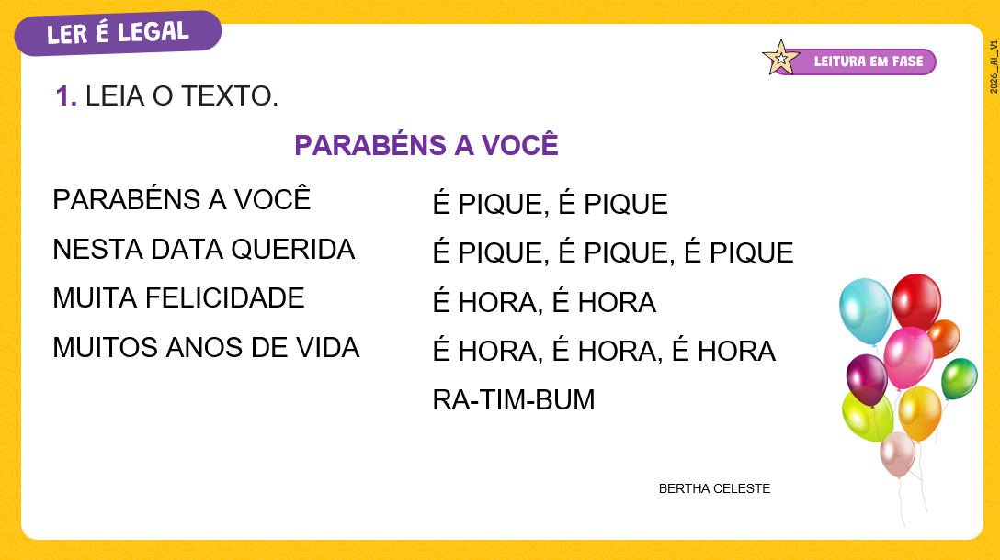 LER É LEGAL
LEITURA EM FASE
2026_AI_V1
1. LEIA O TEXTO.
PARABÉNS A VOCÊ
PARABÉNS A VOCÊ
NESTA DATA QUERIDA
MUITA FELICIDADE
MUITOS ANOS DE VIDA
É PIQUE, É PIQUE
É PIQUE, É PIQUE, É PIQUE
É HORA, É HORA
É HORA, É HORA, É HORA
RA-TIM-BUM
BERTHA CELESTE